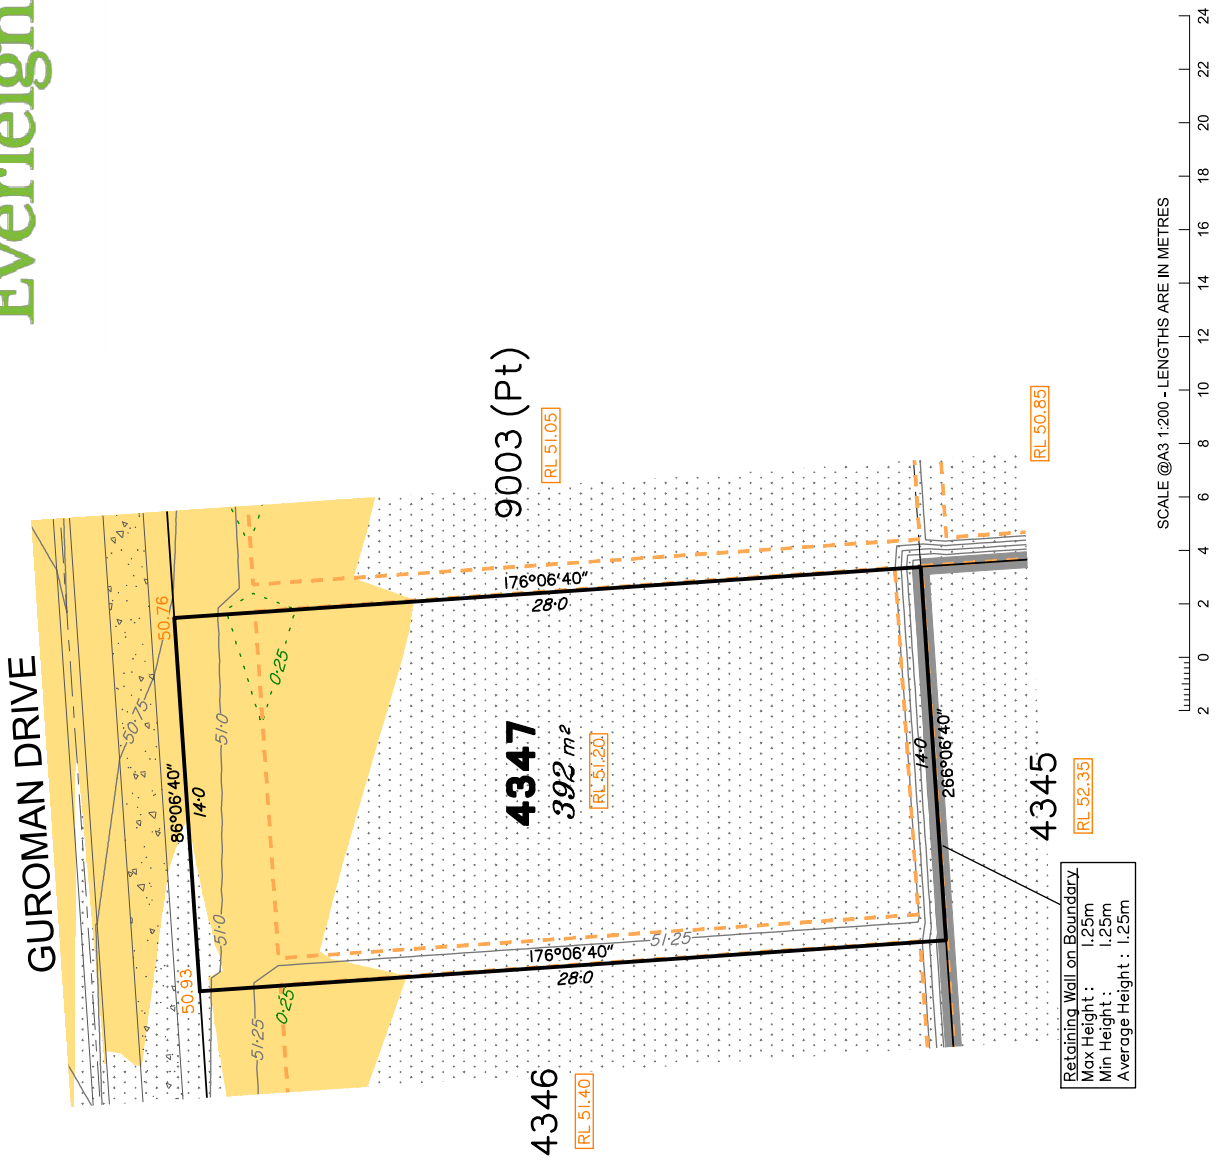 Everleigh
GUROMAN DRIVE
50.76
50.93
86°06'40"
14·0
50·75
51·0
51·0
51·25
0·25
0·25
176°06'40"
28·0
4347
392 m²
RL 51.20
9003 (Pt)
RL 51.05
4346
RL 51.40
176°06'40"
28·0
51·25
14·0
266°06'40"
4345
RL 52.35
RL 50.85
Retaining Wall on Boundary
Max Height : 1.25m
Min Height : 1.25m
Average Height : 1.25m
SCALE @A3 1:200 - LENGTHS ARE IN METRES
2 0 2 4 6 8 10 12 14 16 18 20 22 24